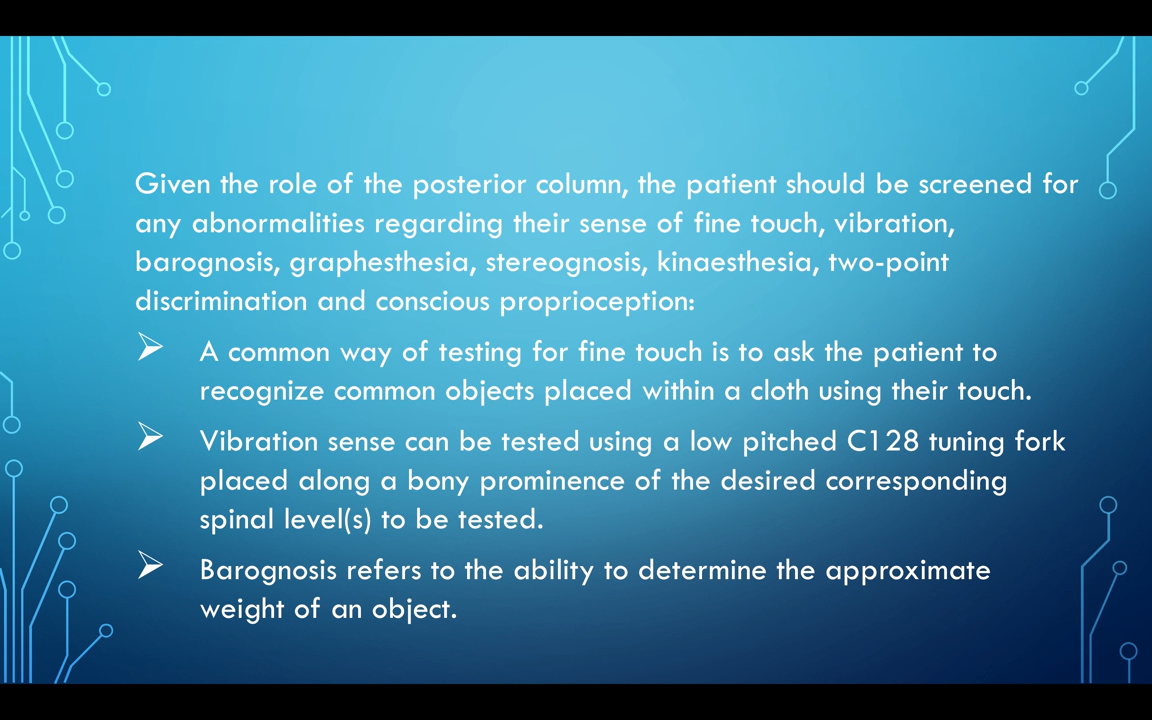 Given the role of the posterior column, the patient should be screened for
any abnormalities regarding their sense of fine touch, vibration,
barognosis, graphesthesia, stereognosis, kinaesthesia, two-point
discrimination and conscious proprioception:
A common way of testing for fine touch is to ask the patient to
recognize common objects placed within a cloth using their touch.
Vibration sense can be tested using a low pitched C128 tuning fork
placed along a bony prominence of the desired corresponding
spinal level(s) to be tested.
Barognosis refers to the ability to determine the approximate
weight of an object.